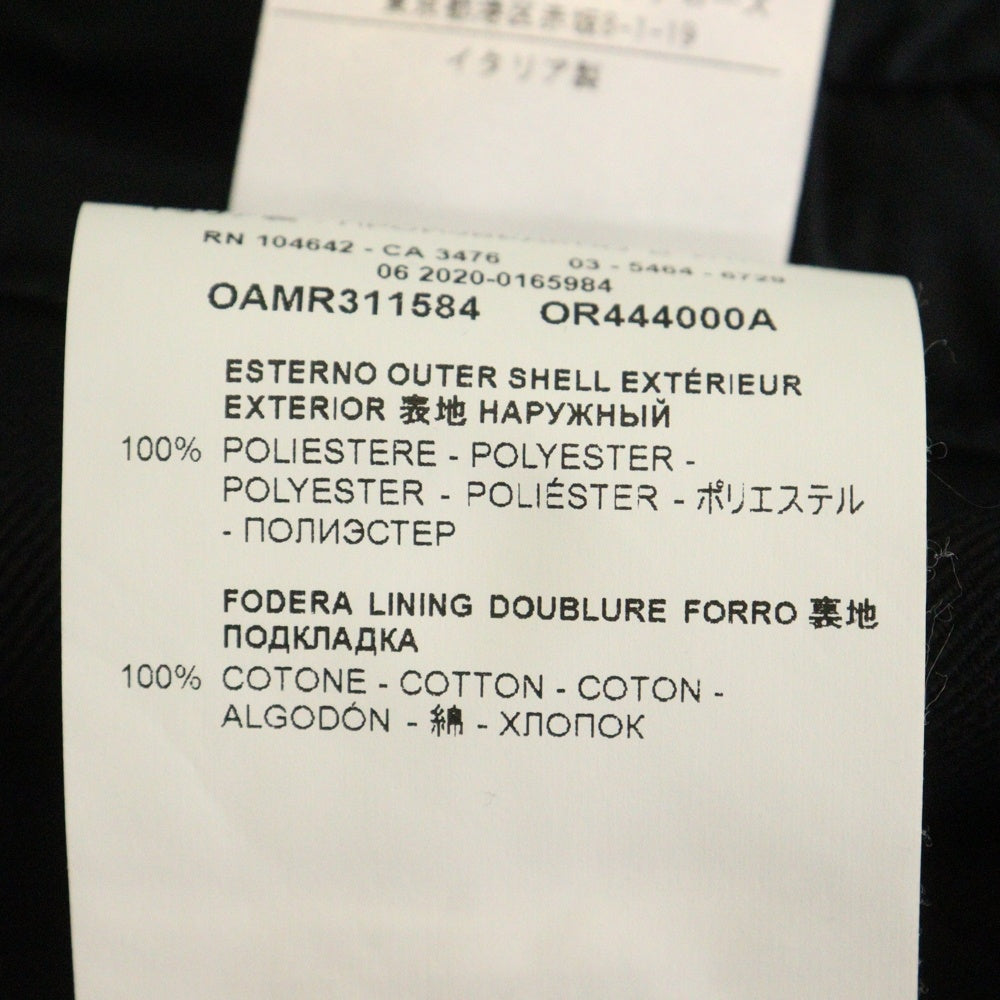 東京都港区赤坂8-1-19
イタリア製
RN 104642 - CA 3476 03 - 5464 - 6729
06 2020-0165984
OAMR311584 OR444000A
ESTERNO OUTER SHELL EXTÉRIEUR
EXTERIOR 表地 НАРУЖНЫЙ
100% POLIESTERE - POLYESTER -
POLYESTER - POLIÉSTER - ポリエステル
- ПОЛИЭСТЕР
FODERA LINING DOUBLURE FORRO 裏地
ПОДКЛАДКА
100% COTONE - COTTON - COTON -
ALGODÓN - 綿 - ХЛОПОК